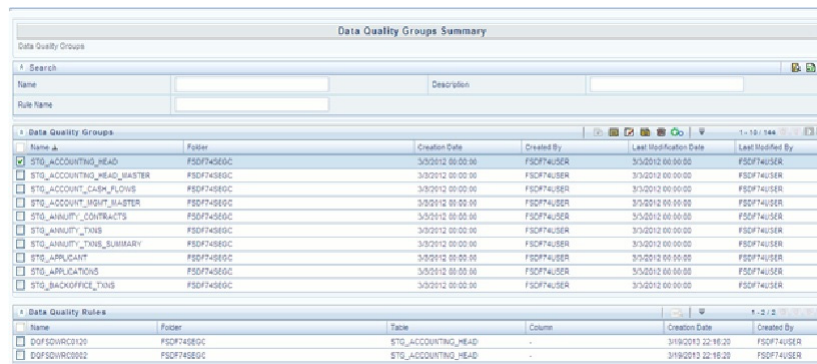 Data Quality Groups Summary
Data Quality Groups
Search
Name Description
Rule Name
Data Quality Groups 1 - 10 / 144
Name Folder Creation Date Created By Last Modification Date Last Modified By
STG_ACCOUNTING_HEAD FSDF74SEGC 3/3/2012 00:00:00 FSDF74USER 3/3/2012 00:00:00 FSDF74USER
STG_ACCOUNTING_HEAD_MASTER FSDF74SEGC 3/3/2012 00:00:00 FSDF74USER 3/3/2012 00:00:00 FSDF74USER
STG_ACCOUNT_CASH_FLOWS FSDF74SEGC 3/3/2012 00:00:00 FSDF74USER 3/3/2012 00:00:00 FSDF74USER
STG_ACCOUNT_MGMT_MASTER FSDF74SEGC 3/3/2012 00:00:00 FSDF74USER 3/3/2012 00:00:00 FSDF74USER
STG_ANNUITY_CONTRACTS FSDF74SEGC 3/3/2012 00:00:00 FSDF74USER 3/3/2012 00:00:00 FSDF74USER
STG_ANNUITY_TXNS FSDF74SEGC 3/3/2012 00:00:00 FSDF74USER 3/3/2012 00:00:00 FSDF74USER
STG_ANNUITY_TXNS_SUMMARY FSDF74SEGC 3/3/2012 00:00:00 FSDF74USER 3/3/2012 00:00:00 FSDF74USER
STG_APPLICANT FSDF74SEGC 3/3/2012 00:00:00 FSDF74USER 3/3/2012 00:00:00 FSDF74USER
STG_APPLICATIONS FSDF74SEGC 3/3/2012 00:00:00 FSDF74USER 3/3/2012 00:00:00 FSDF74USER
STG_BACKOFFICE_TXNS FSDF74SEGC 3/3/2012 00:00:00 FSDF74USER 3/3/2012 00:00:00 FSDF74USER
Data Quality Rules 1 - 2 / 2
Name Folder Table Column Creation Date Created By
DQFSDWRC0120 FSDF74SEGC STG_ACCOUNTING_HEAD - 3/19/2013 22:16:20 FSDF74USER
DQFSDWRC0002 FSDF74SEGC STG_ACCOUNTING_HEAD - 3/19/2013 22:16:20 FSDF74USER